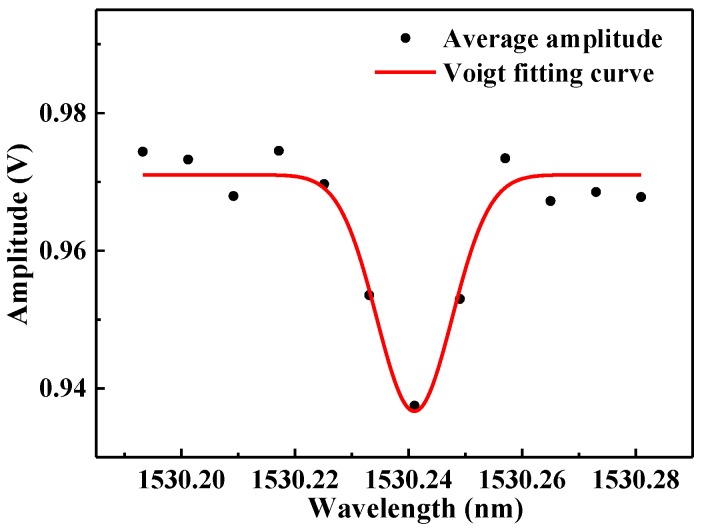 Average amplitude
Voigt fitting curve
0.98
0.96
0.94
Amplitude (V)
1530.20 1530.22 1530.24 1530.26 1530.28
Wavelength (nm)